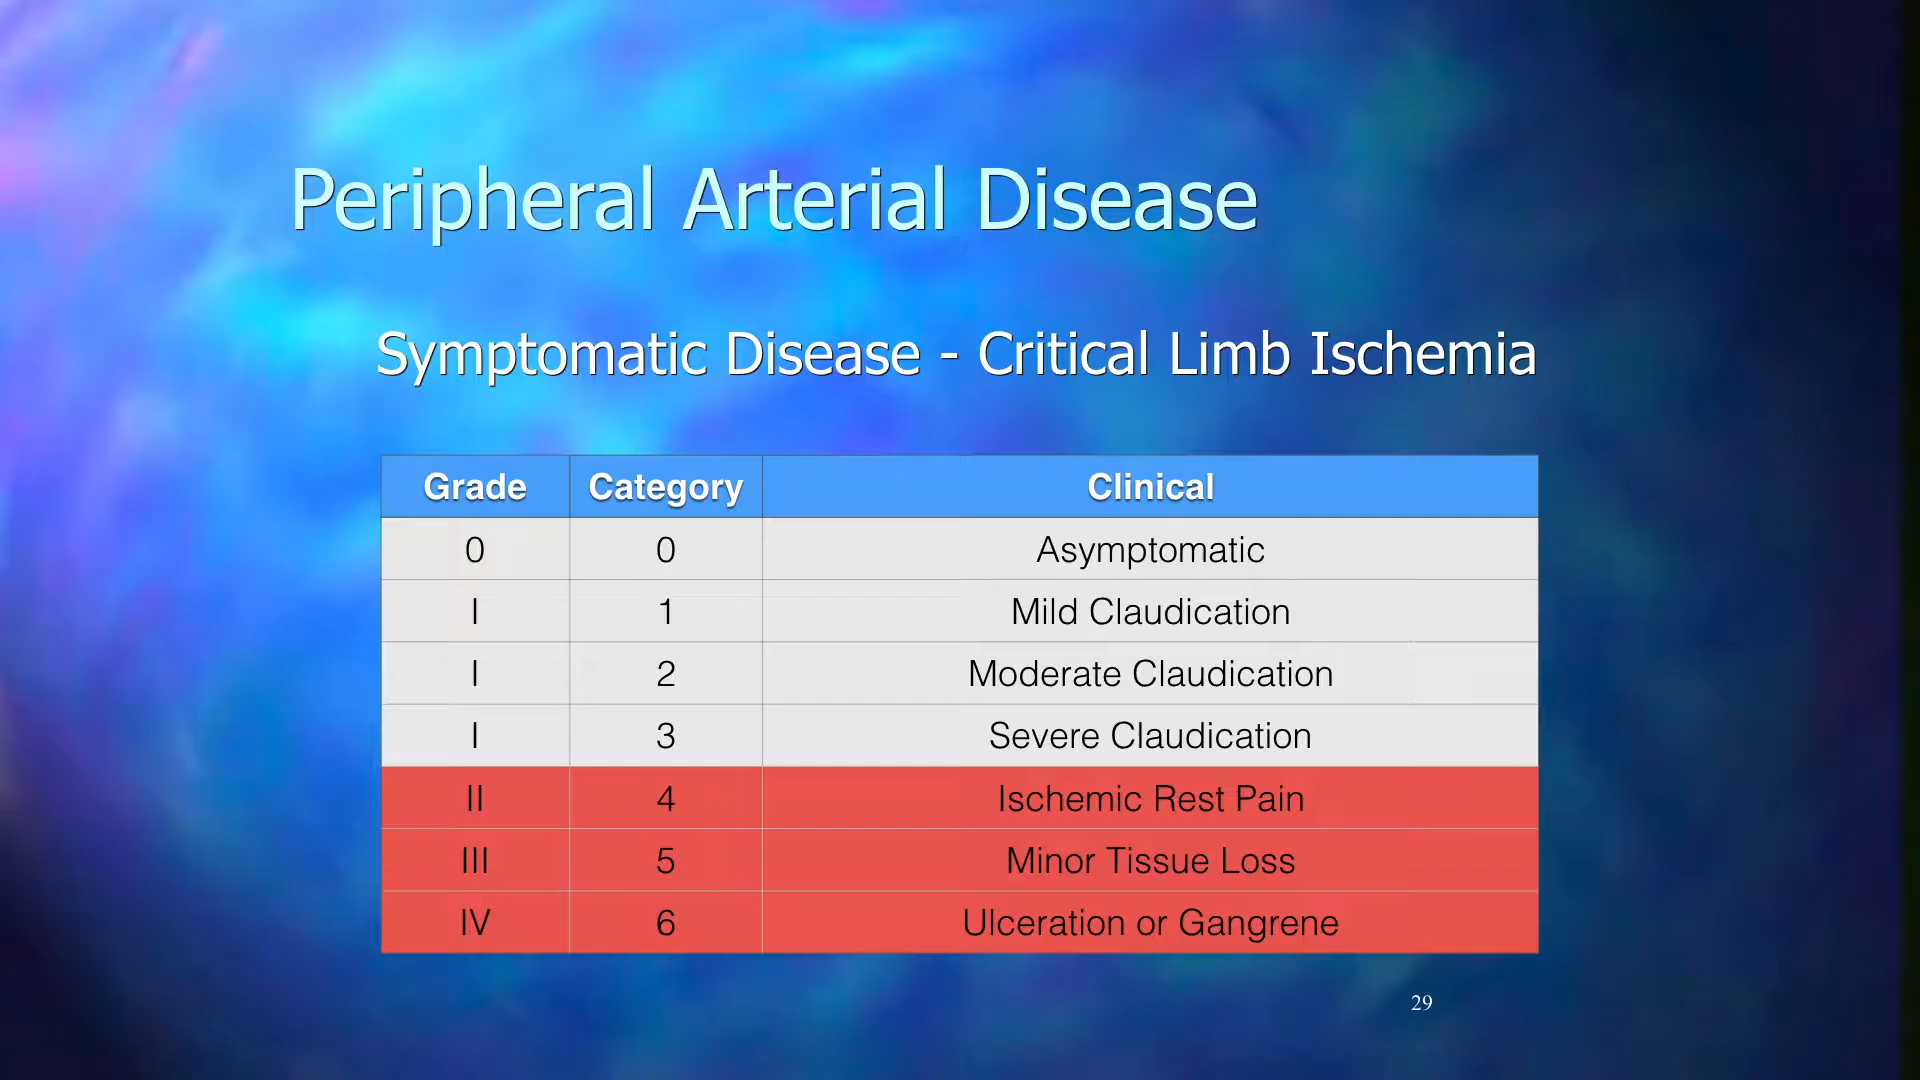 Peripheral Arterial Disease
Symptomatic Disease - Critical Limb Ischemia
Grade Category Clinical
0 0 Asymptomatic
I 1 Mild Claudication
I 2 Moderate Claudication
I 3 Severe Claudication
II 4 Ischemic Rest Pain
III 5 Minor Tissue Loss
IV 6 Ulceration or Gangrene
29